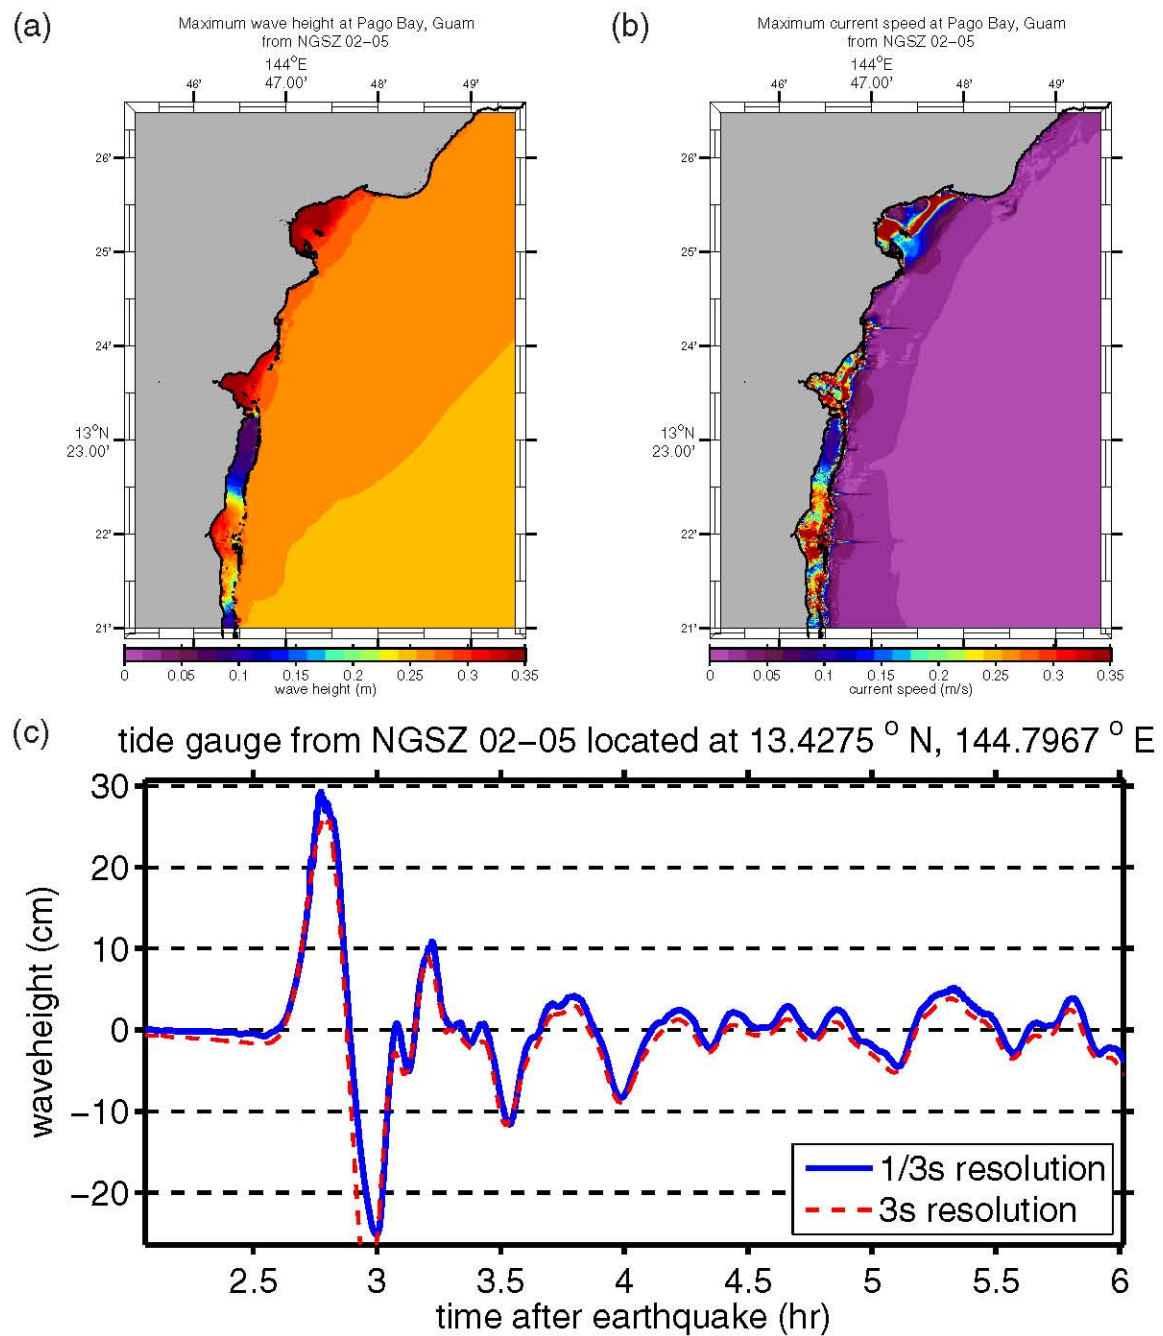 (a)
Maximum wave height at Pago Bay, Guam
from NGSZ 02−05
144°E
46' 47.00' 48' 49'
26'
25'
24'
13°N
23.00'
22'
21'
0 0.05 0.1 0.15 0.2 0.25 0.3 0.35
wave height (m)
(b)
Maximum current speed at Pago Bay, Guam
from NGSZ 02−05
144°E
46' 47.00' 48' 49'
26'
25'
24'
13°N
23.00'
22'
21'
0 0.05 0.1 0.15 0.2 0.25 0.3 0.35
current speed (m/s)
(c)
tide gauge from NGSZ 02−05 located at 13.4275 ° N, 144.7967 ° E
30
20
10
0
−10
−20
waveheight (cm)
1/3s resolution
3s resolution
2.5 3 3.5 4 4.5 5 5.5 6
time after earthquake (hr)